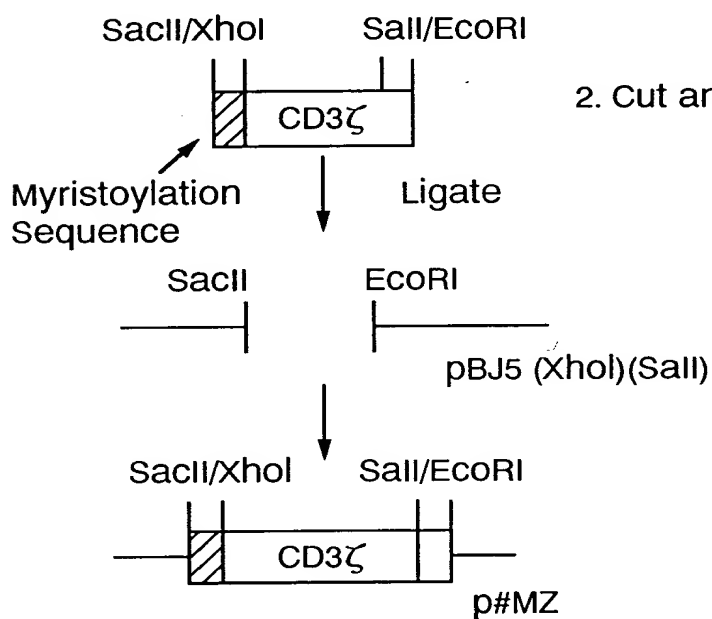 SacII/XhoI SalI/EcoRI
CD3ζ
2. Cut
Myristoylation
Sequence
Ligate
SacII EcoRI
pBJ5 (XhoI)(SalI)
SacII/XhoI SalI/EcoRI
CD3ζ
p#MZ